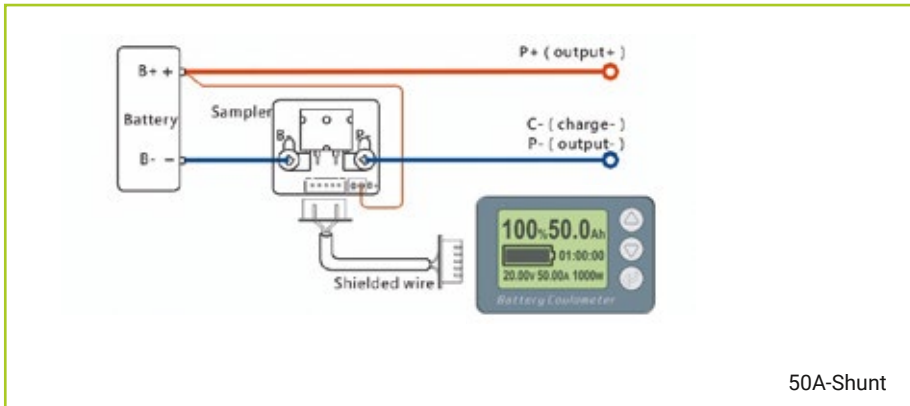 P+ ( output+ )
B+ +
Sampler
B-
P-
Battery
C- ( charge- )
P- ( output- )
B- −
100%50.0Ah
01:00:00
20.00V 50.00A 1000W
Shielded wire
Battery Coulometer
50A-Shunt